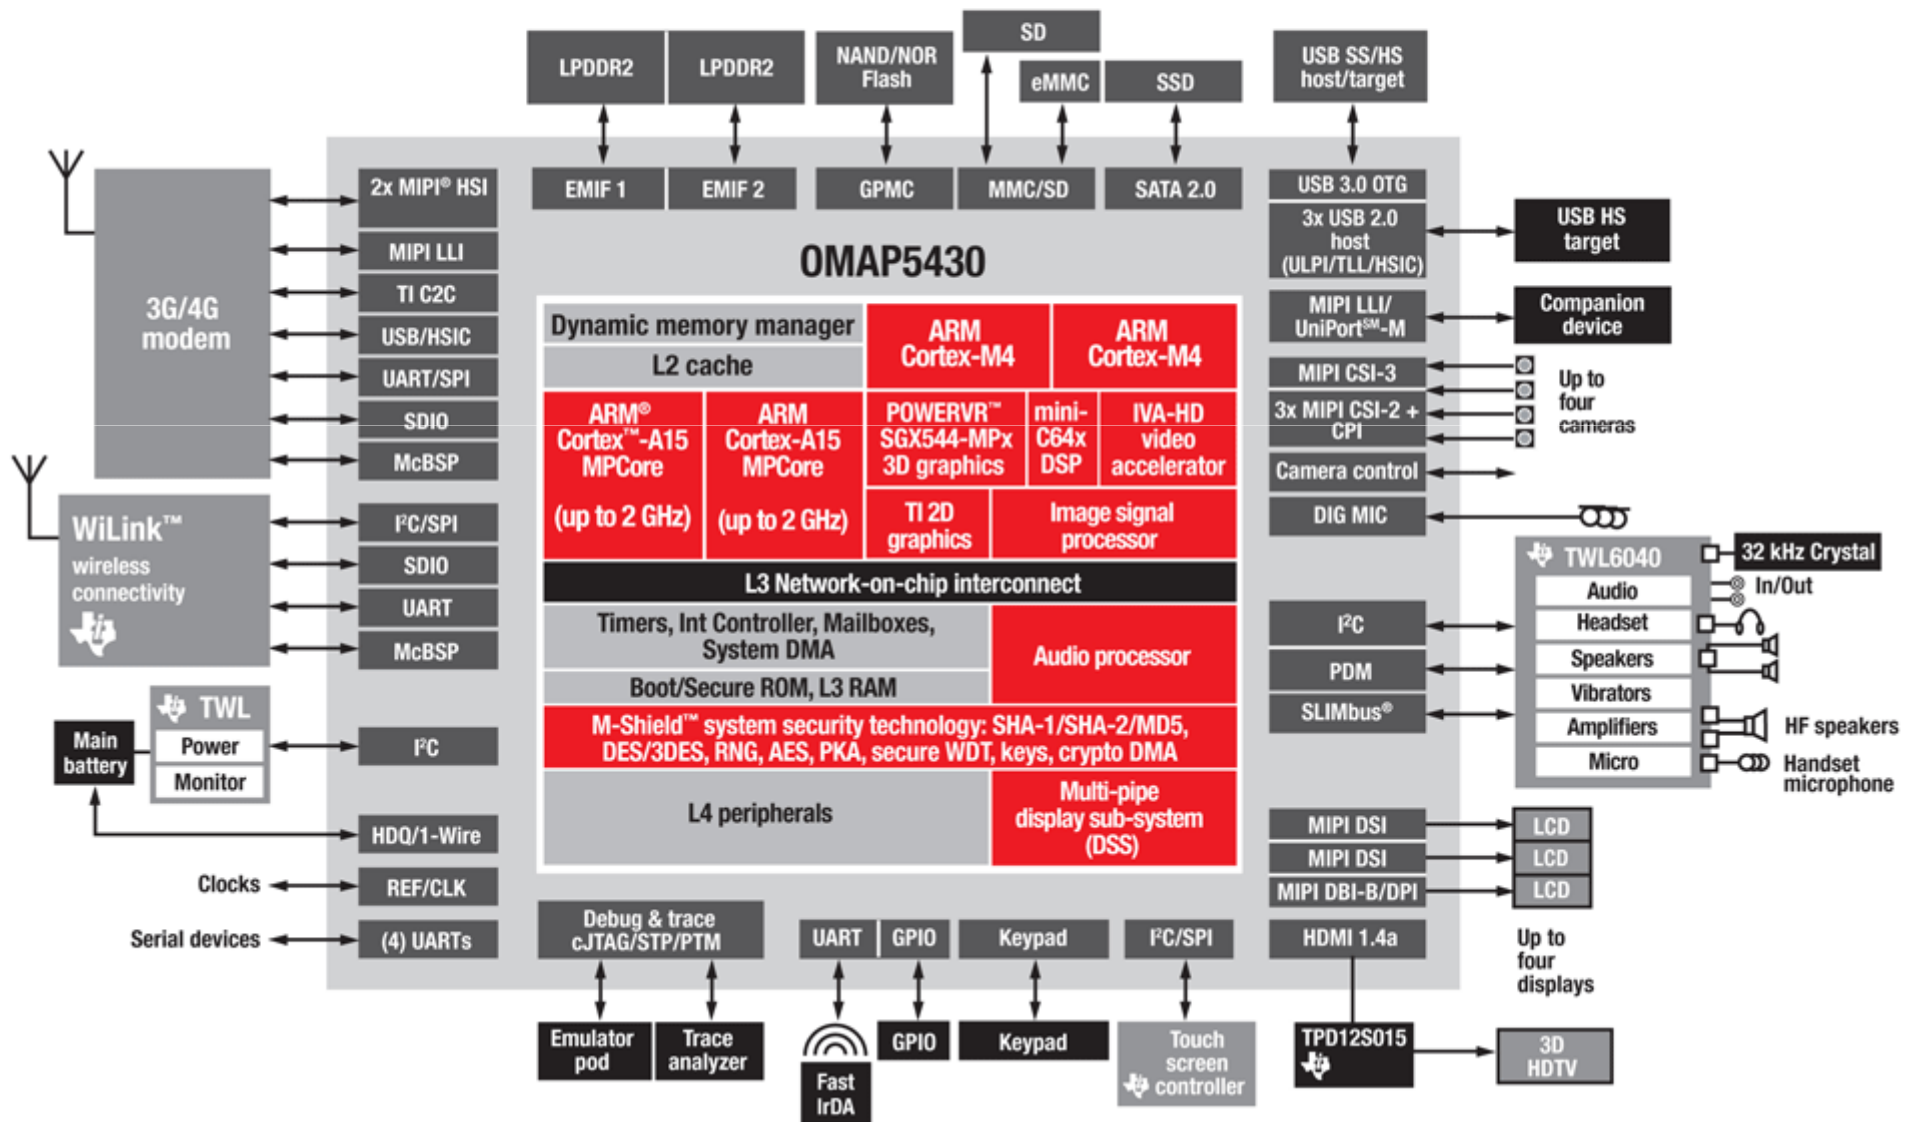 SD
LPDDR2
LPDDR2
NAND/NOR
Flash
eMMC
SSD
USB SS/HS
host/target
EMIF 1
EMIF 2
GPMC
MMC/SD
SATA 2.0
USB 3.0 OTG
3x USB 2.0
host
(ULPI/TLL/HSIC)
USB HS
target
MIPI LLI/
UniPort℠-M
Companion
device
MIPI CSI-3
3x MIPI CSI-2 +
CPI
Up to
four
cameras
Camera control
DIG MIC
3G/4G
modem
2x MIPI® HSI
MIPI LLI
TI C2C
USB/HSIC
UART/SPI
SDIO
McBSP
WiLink™
wireless
connectivity
I²C/SPI
SDIO
UART
McBSP
TWL
Power
Monitor
Main
battery
I²C
HDQ/1-Wire
Clocks
REF/CLK
Serial devices
(4) UARTs
OMAP5430
Dynamic memory manager
L2 cache
ARM
Cortex-M4
ARM
Cortex-M4
ARM®
Cortex™-A15
MPCore
(up to 2 GHz)
ARM
Cortex-A15
MPCore
(up to 2 GHz)
POWERVR™
SGX544-MPx
3D graphics
mini-
C64x
DSP
IVA-HD
video
accelerator
TI 2D
graphics
Image signal
processor
L3 Network-on-chip interconnect
Timers, Int Controller, Mailboxes,
System DMA
Boot/Secure ROM, L3 RAM
Audio processor
M-Shield™ system security technology: SHA-1/SHA-2/MD5,
DES/3DES, RNG, AES, PKA, secure WDT, keys, crypto DMA
L4 peripherals
Multi-pipe
display sub-system
(DSS)
I²C
PDM
SLIMbus®
TWL6040
32 kHz Crystal
Audio
In/Out
Headset
Speakers
Vibrators
Amplifiers
HF speakers
Micro
Handset
microphone
MIPI DSI
LCD
MIPI DSI
LCD
MIPI DBI-B/DPI
LCD
Up to
four
displays
HDMI 1.4a
Debug & trace
cJTAG/STP/PTM
UART
GPIO
Keypad
I²C/SPI
Emulator
pod
Trace
analyzer
Fast
IrDA
GPIO
Keypad
Touch
screen
controller
TPD12S015
3D
HDTV